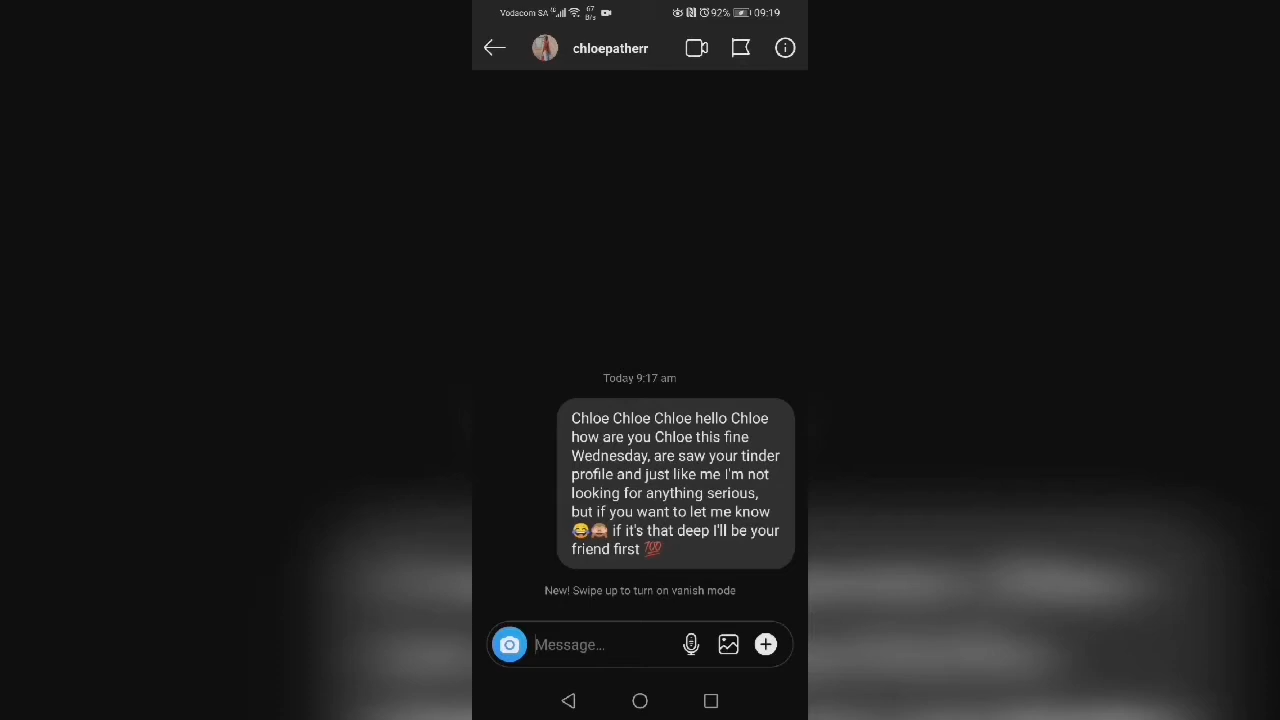 Vodacom SA 67 B/s 92% 09:19
chloepatherr
Today 9:17 am
Chloe Chloe Chloe hello Chloe
how are you Chloe this fine
Wednesday, are saw your tinder
profile and just like me I'm not
looking for anything serious,
but if you want to let me know
😂🙈 if it's that deep I'll be your
friend first 💯
New! Swipe up to turn on vanish mode
Message...